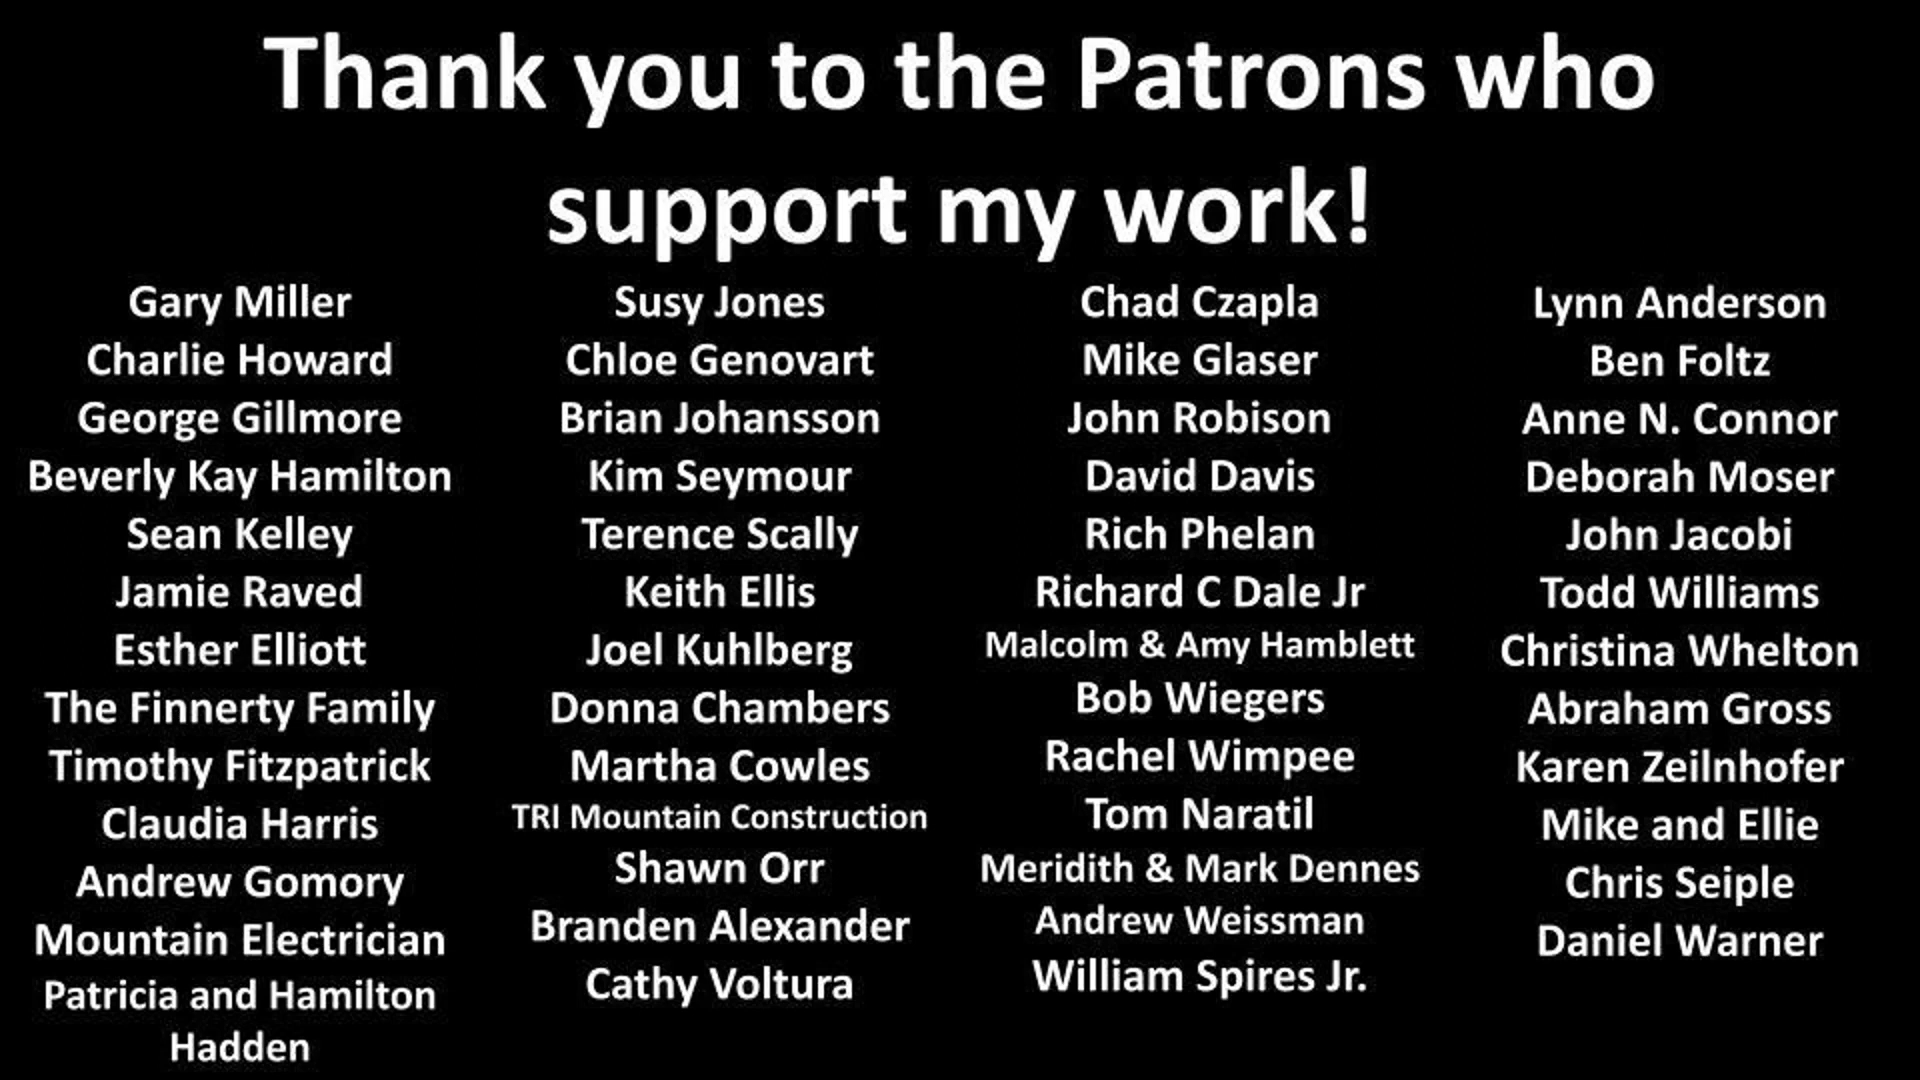 Thank you to the Patrons who
support my work!
Gary Miller
Charlie Howard
George Gillmore
Beverly Kay Hamilton
Sean Kelley
Jamie Raved
Esther Elliott
The Finnerty Family
Timothy Fitzpatrick
Claudia Harris
Andrew Gomory
Mountain Electrician
Patricia and Hamilton
Hadden
Susy Jones
Chloe Genovart
Brian Johansson
Kim Seymour
Terence Scally
Keith Ellis
Joel Kuhlberg
Donna Chambers
Martha Cowles
TRI Mountain Construction
Shawn Orr
Branden Alexander
Cathy Voltura
Chad Czapla
Mike Glaser
John Robison
David Davis
Rich Phelan
Richard C Dale Jr
Malcolm & Amy Hamblett
Bob Wiegers
Rachel Wimpee
Tom Naratil
Meridith & Mark Dennes
Andrew Weissman
William Spires Jr.
Lynn Anderson
Ben Foltz
Anne N. Connor
Deborah Moser
John Jacobi
Todd Williams
Christina Whelton
Abraham Gross
Karen Zeilnhofer
Mike and Ellie
Chris Seiple
Daniel Warner